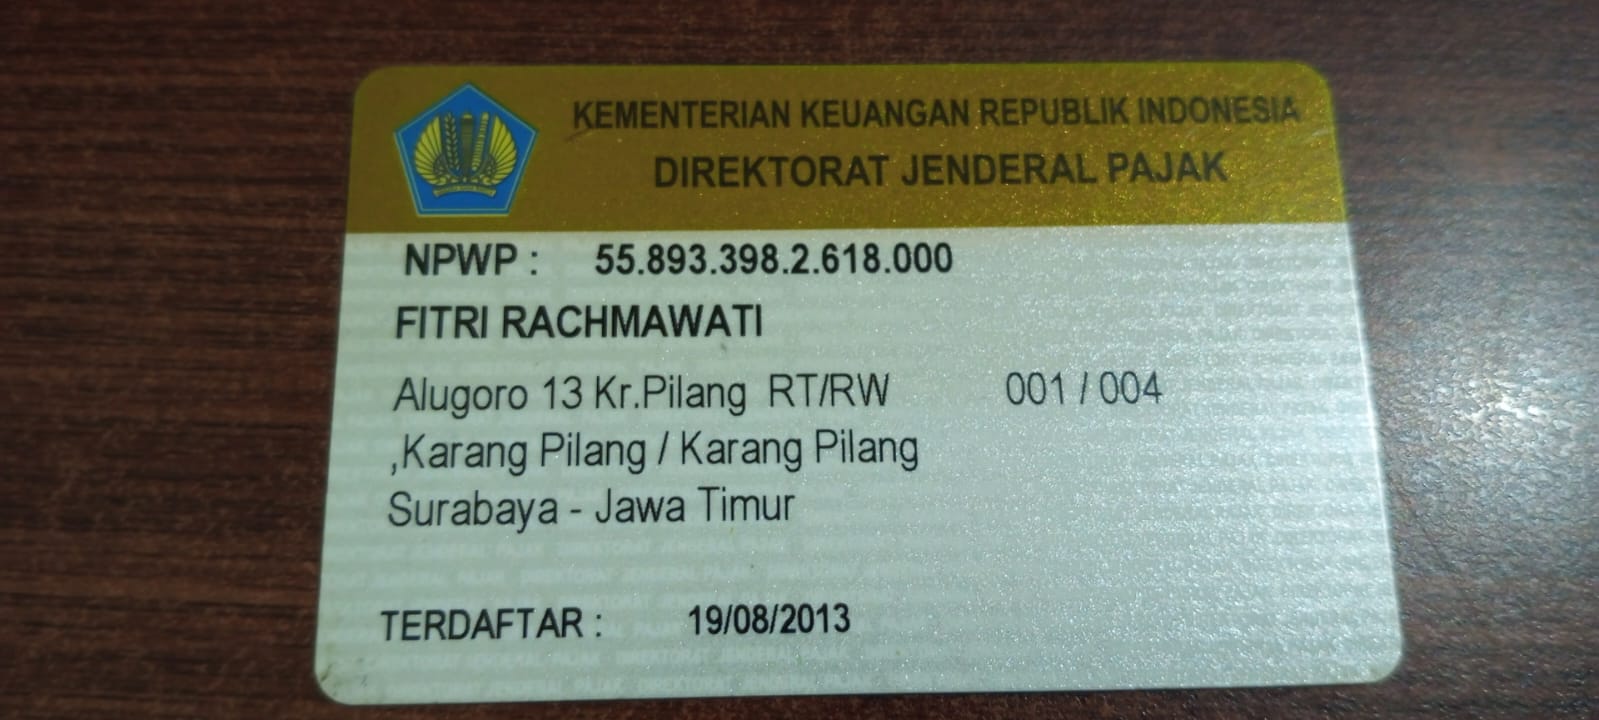 KEMENTERIAN KEUANGAN REPUBLIK INDONESIA
DIREKTORAT JENDERAL PAJAK
NPWP : 55.893.398.2.618.000
FITRI RACHMAWATI
Alugoro 13 Kr.Pilang RT/RW 001 / 004
,Karang Pilang / Karang Pilang
Surabaya - Jawa Timur
TERDAFTAR : 19/08/2013